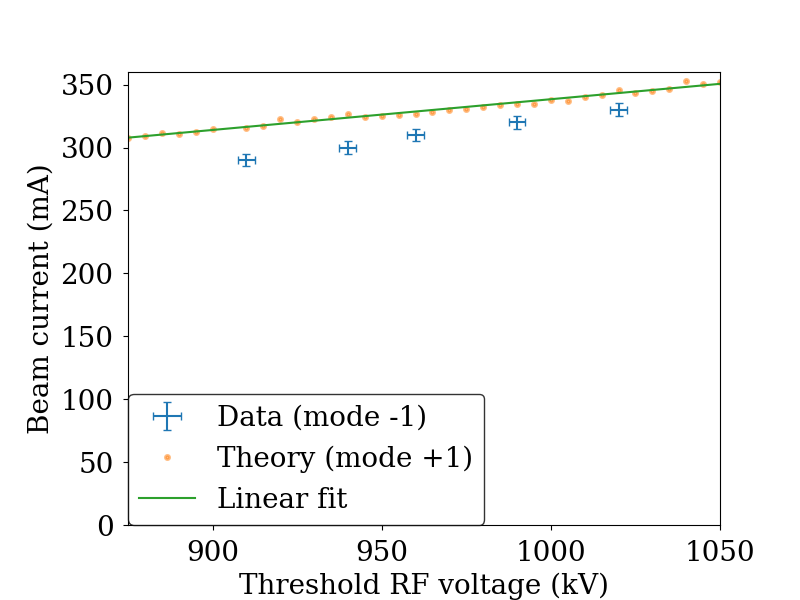 350
300
250
200
150
100
50
0
Beam current (mA)
Data (mode -1)
Theory (mode +1)
Linear fit
900 950 1000 1050
Threshold RF voltage (kV)